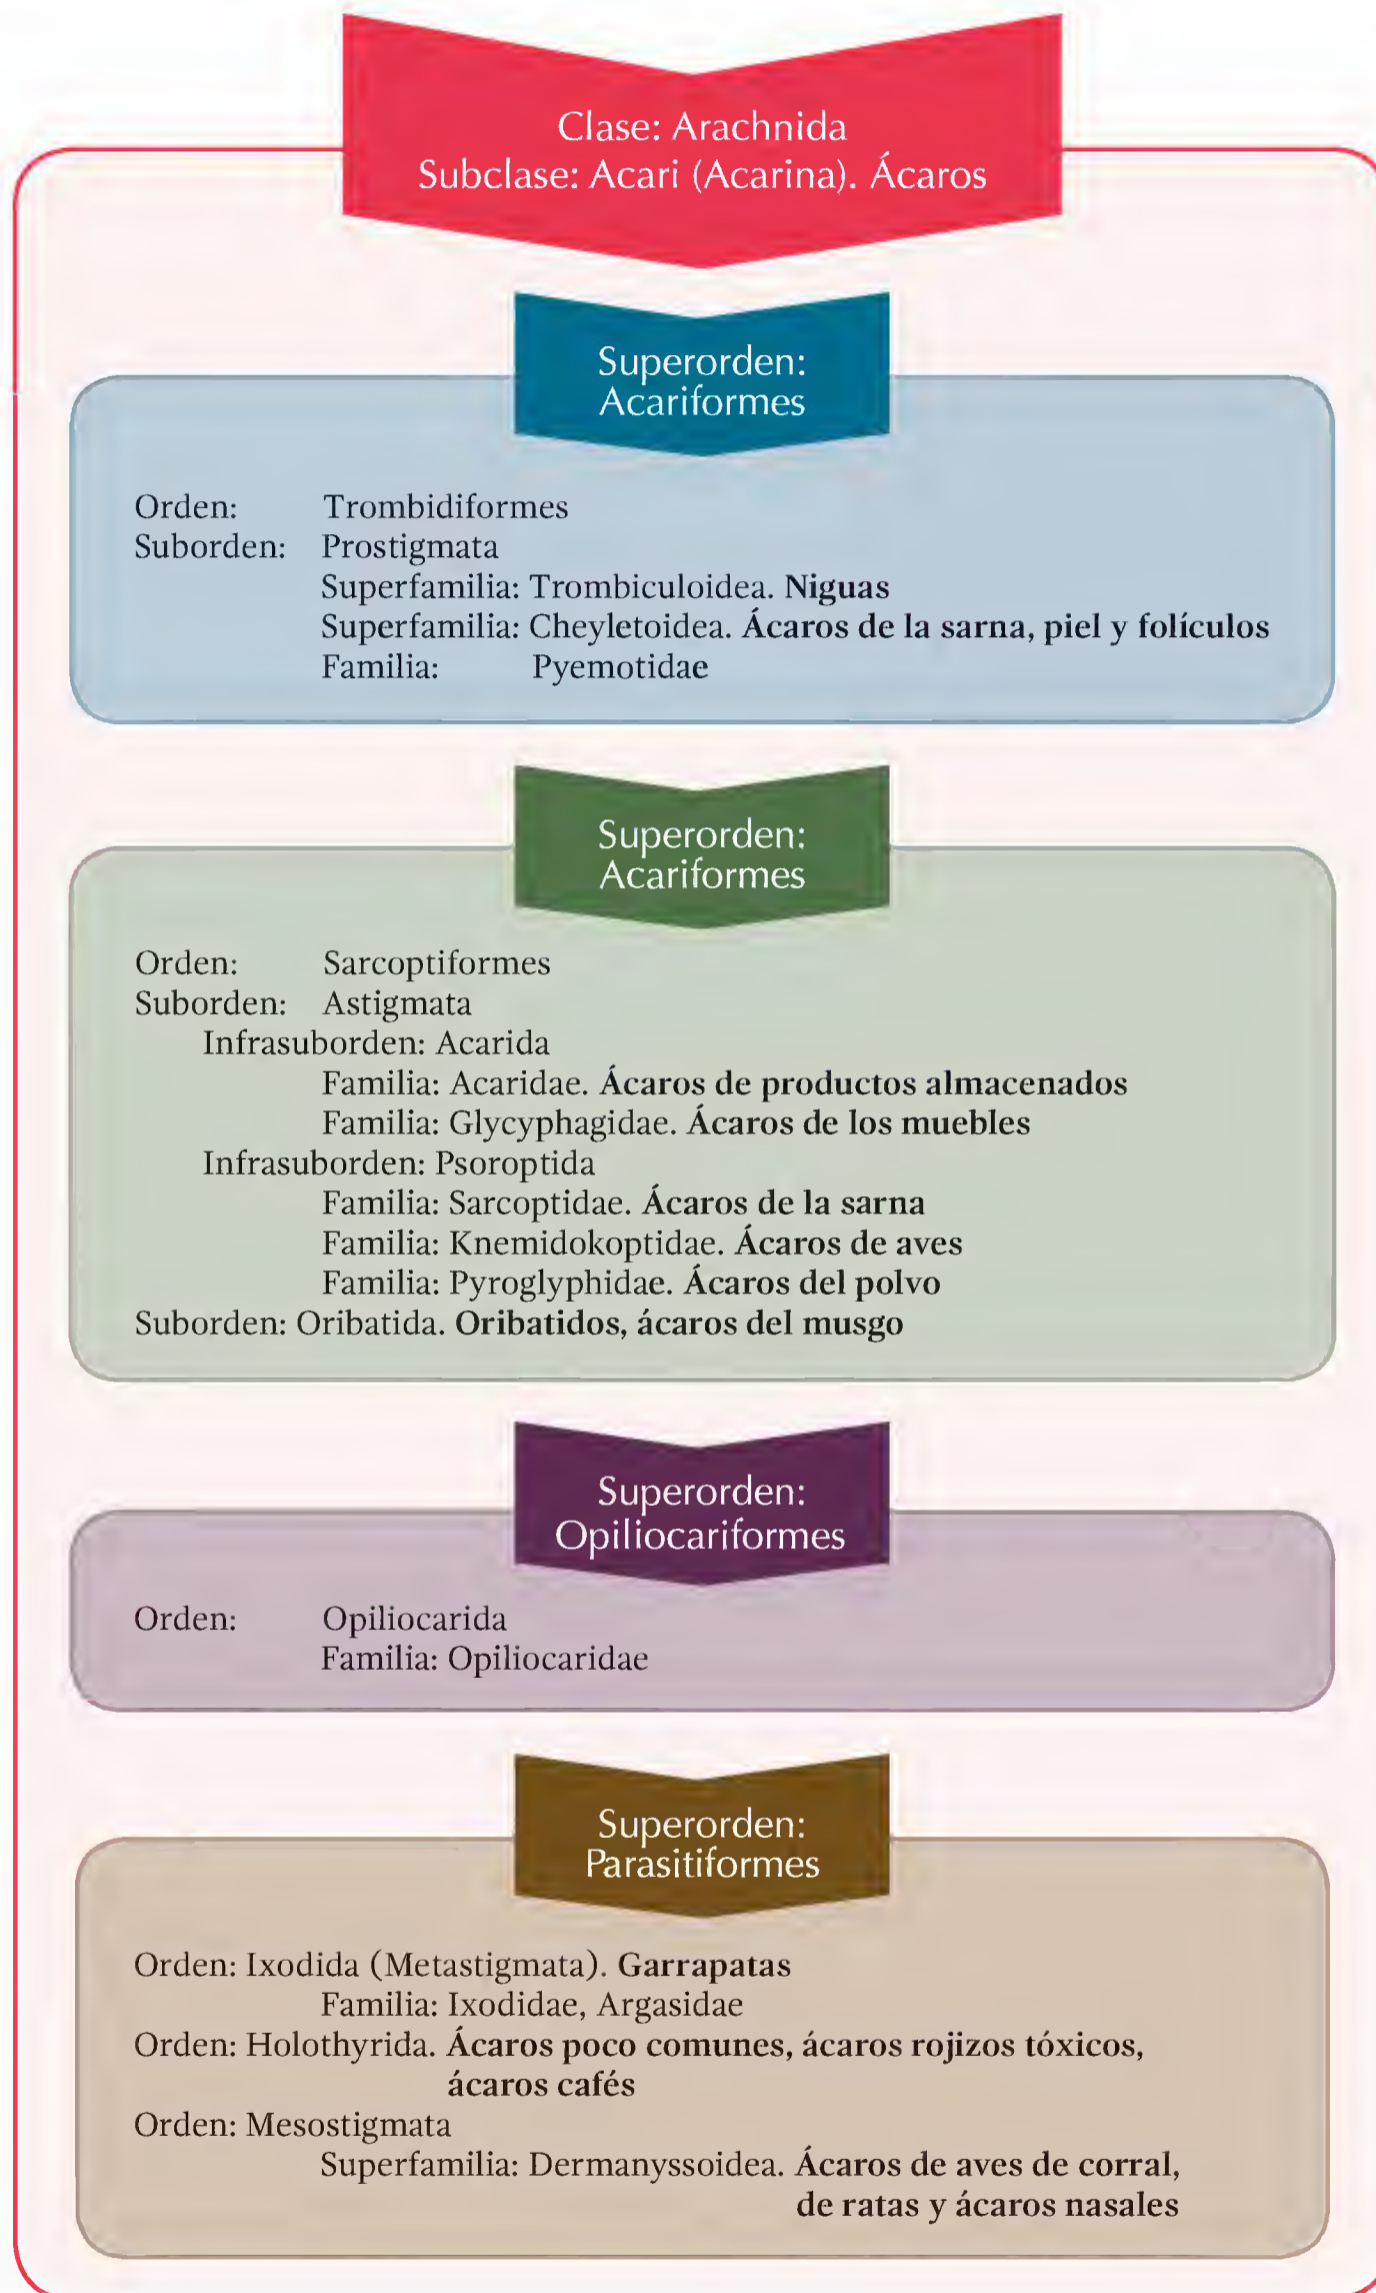 Clase: Arachnida
Subclase: Acari (Acarina). Ácaros
Superorden:
Acariformes
Orden: Trombidiformes
Suborden: Prostigmata
Superfamilia: Trombiculoidea. Niguas
Superfamilia: Cheyletoidea. Ácaros de la sarna, piel y folículos
Familia: Pyemotidae
Superorden:
Acariformes
Orden: Sarcoptiformes
Suborden: Astigmata
Infrasuborden: Acarida
Familia: Acaridae. Ácaros de productos almacenados
Familia: Glycyphagidae. Ácaros de los muebles
Infrasuborden: Psoroptida
Familia: Sarcoptidae. Ácaros de la sarna
Familia: Knemidokoptidae. Ácaros de aves
Familia: Pyroglyphidae. Ácaros del polvo
Suborden: Oribatida. Oribatidos, ácaros del musgo
Superorden:
Opiliocariformes
Orden: Opiliocarida
Familia: Opiliocaridae
Superorden:
Parasitiformes
Orden: Ixodida (Metastigmata). Garrapatas
Familia: Ixodidae, Argasidae
Orden: Holothyrida. Ácaros poco comunes, ácaros rojizos tóxicos,
ácaros cafés
Orden: Mesostigmata
Superfamilia: Dermanyssoidea. Ácaros de aves de corral,
de ratas y ácaros nasales